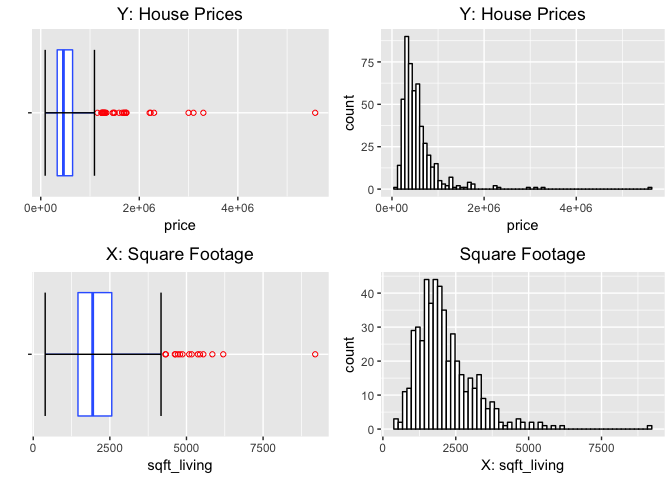 Y: House Prices
0e+00 2e+06 4e+06
price
Y: House Prices
75
50
25
0
count
0e+00 2e+06 4e+06
price
X: Square Footage
0 2500 5000 7500
sqft_living
Square Footage
40
30
20
10
0
count
0 2500 5000 7500
X: sqft_living